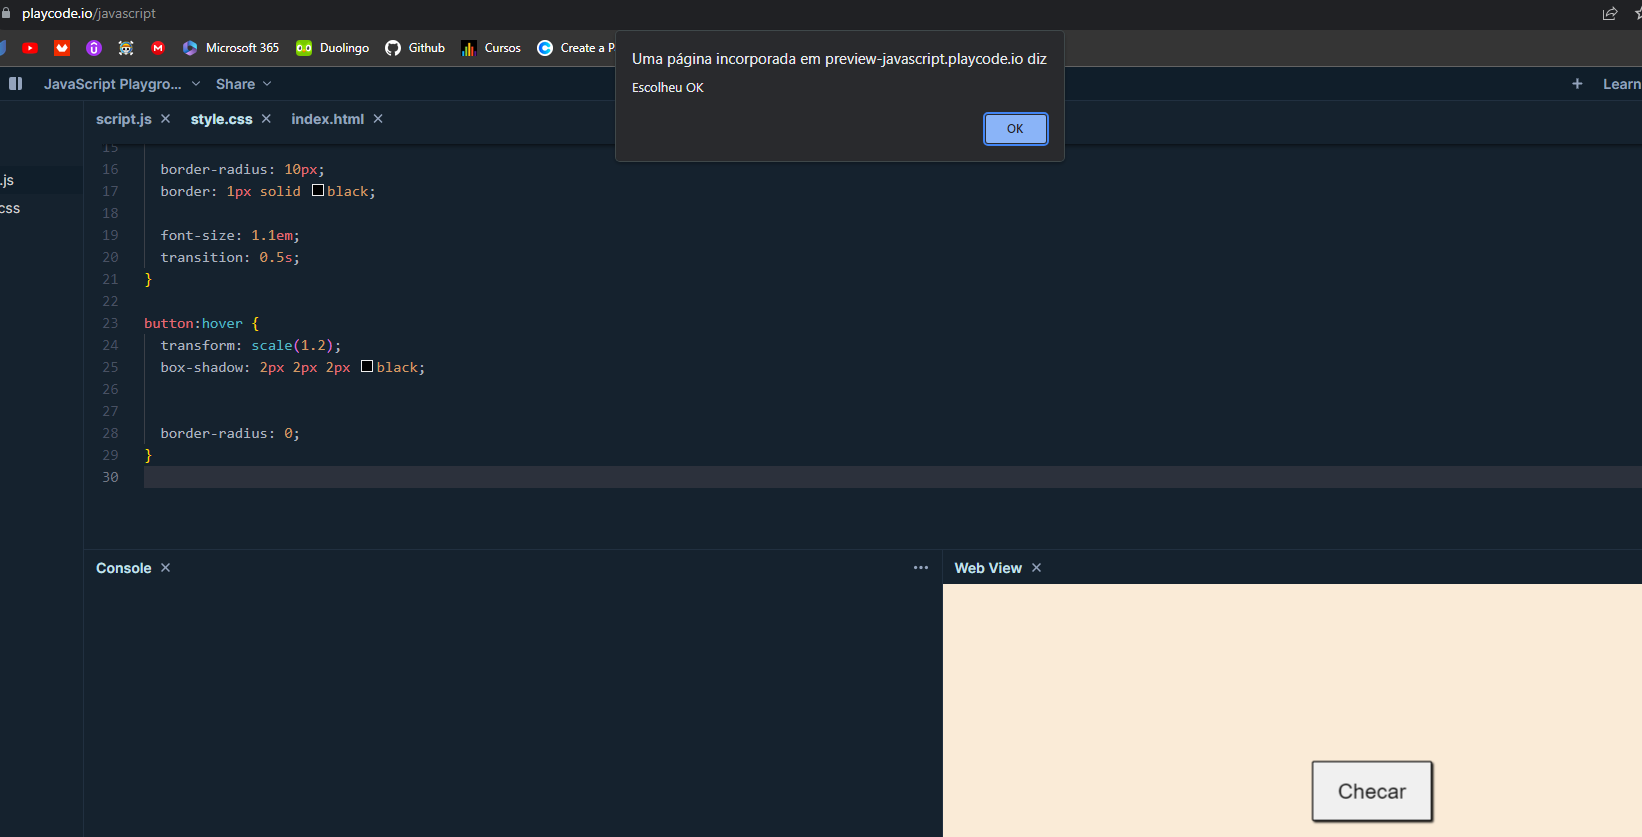 playcode.io/javascript
Microsoft 365 Duolingo Github Cursos Create a P
Uma página incorporada em preview-javascript.playcode.io diz
Escolheu OK
OK
JavaScript Playgro... Share + Learn
script.js × style.css × index.html ×
.js
css
15
16 border-radius: 10px;
17 border: 1px solid black;
18
19 font-size: 1.1em;
20 transition: 0.5s;
21 }
22
23 button:hover {
24 transform: scale(1.2);
25 box-shadow: 2px 2px 2px black;
26
27
28 border-radius: 0;
29 }
30
Console × ... Web View ×
Checar